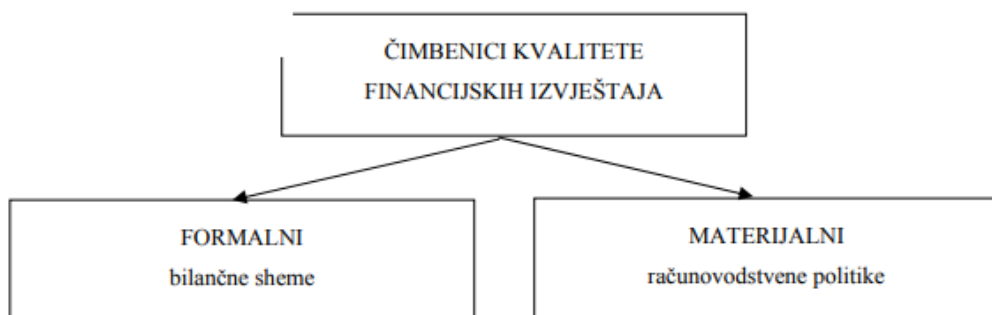 ČIMBENICI KVALITETE
FINANCIJSKIH IZVJEŠTAJA
FORMALNI
bilančne sheme
MATERIJALNI
računovodstvene politike